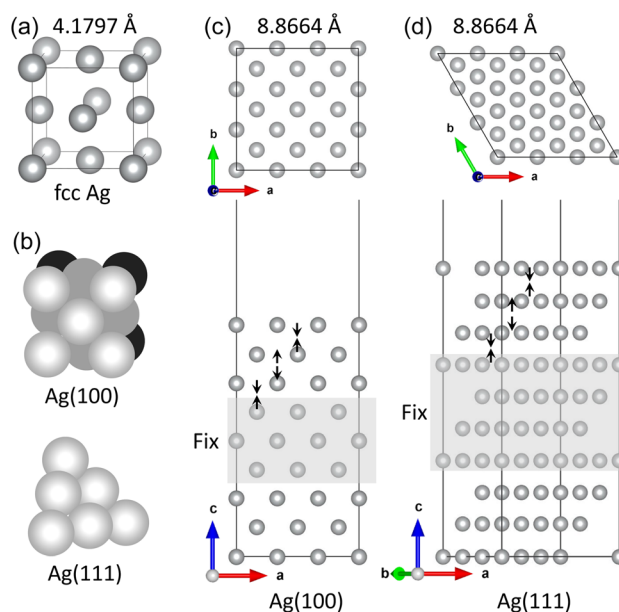 (a) 4.1797 Å
fcc Ag
(b)
Ag(100)
Ag(111)
(c) 8.8664 Å
b
a
Fix
c
a
Ag(100)
(d) 8.8664 Å
b
a
Fix
c
b
a
Ag(111)